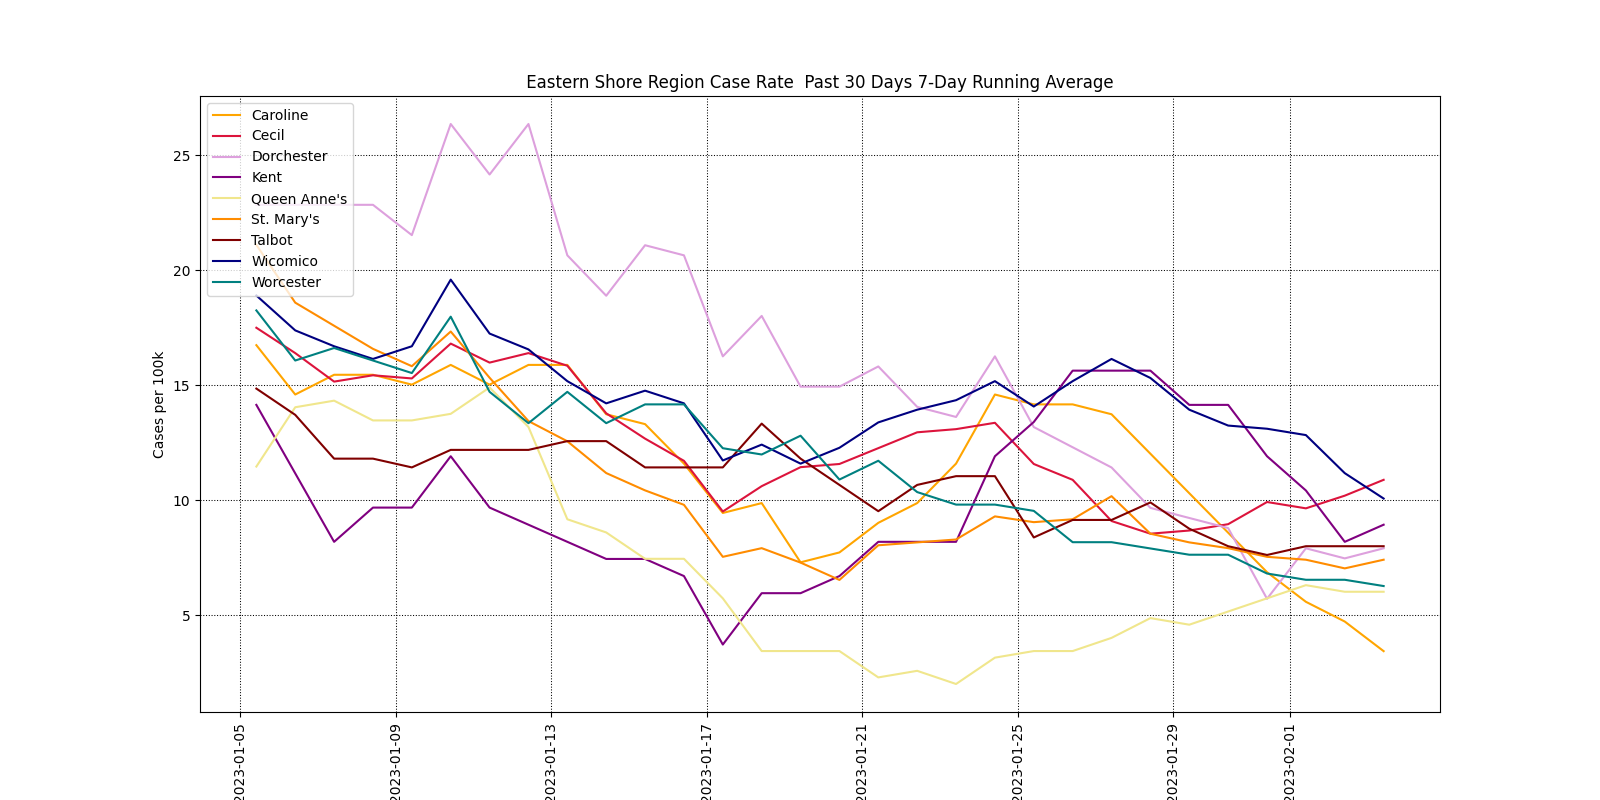 Eastern Shore Region Case Rate  Past 30 Days 7-Day Running Average
Caroline
Cecil
Dorchester
Kent
Queen Anne's
St. Mary's
Talbot
Wicomico
Worcester
25
20
15
10
5
Cases per 100k
2023-01-05
2023-01-09
2023-01-13
2023-01-17
2023-01-21
2023-01-25
2023-01-29
2023-02-01